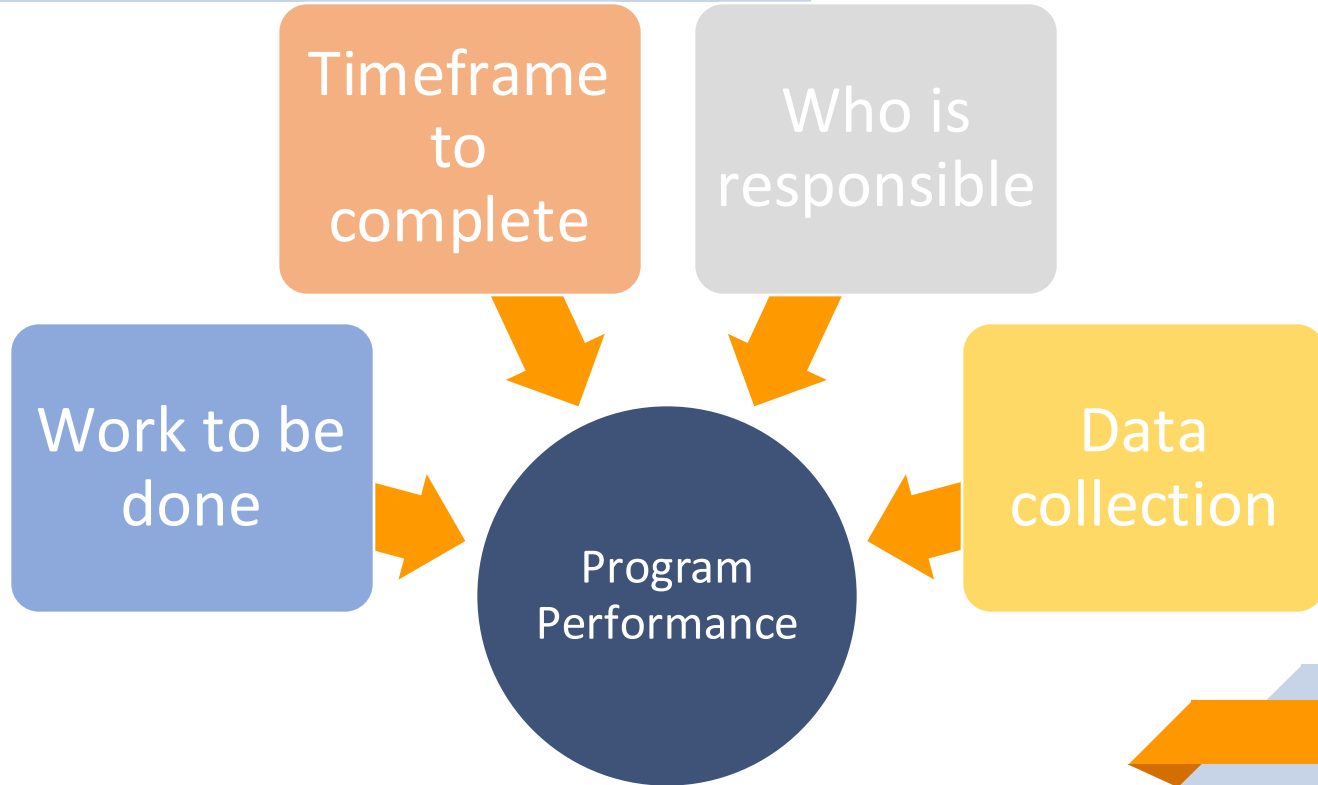 Timeframe
to
complete
Who is
responsible
Work to be
done
Data
collection
Program
Performance